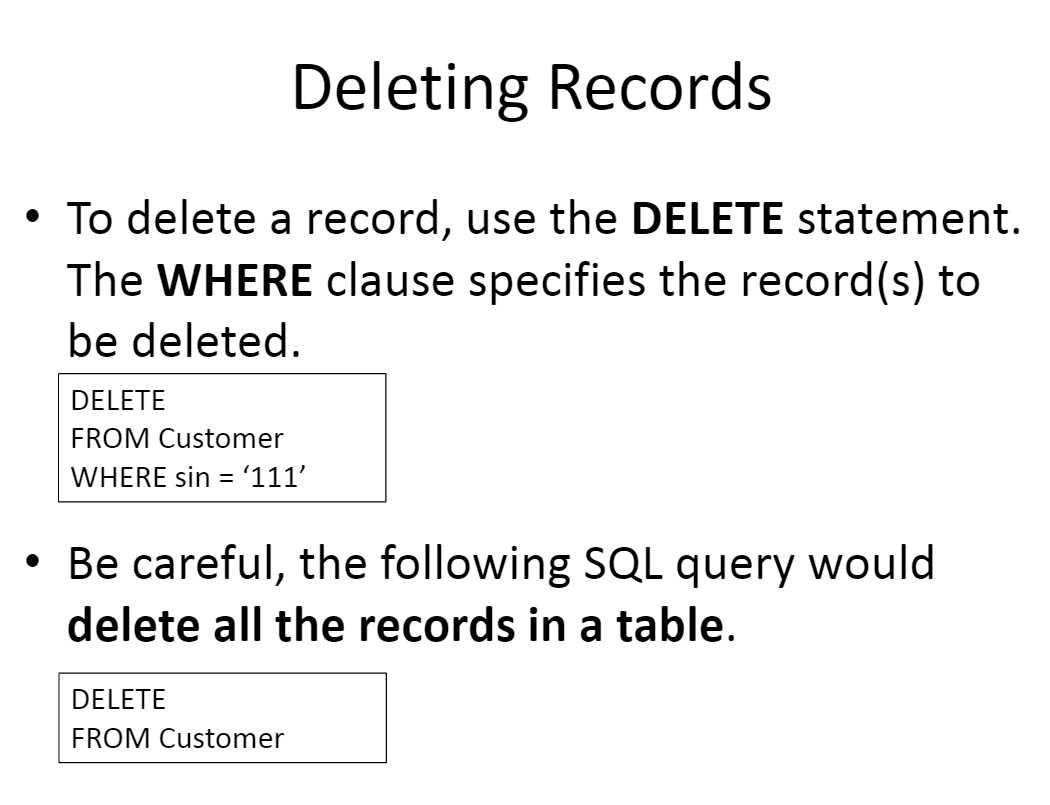 Deleting Records
• To delete a record, use the DELETE statement.
The WHERE clause specifies the record(s) to
be deleted.
DELETE
FROM Customer
WHERE sin = ‘111’
• Be careful, the following SQL query would
delete all the records in a table.
DELETE
FROM Customer